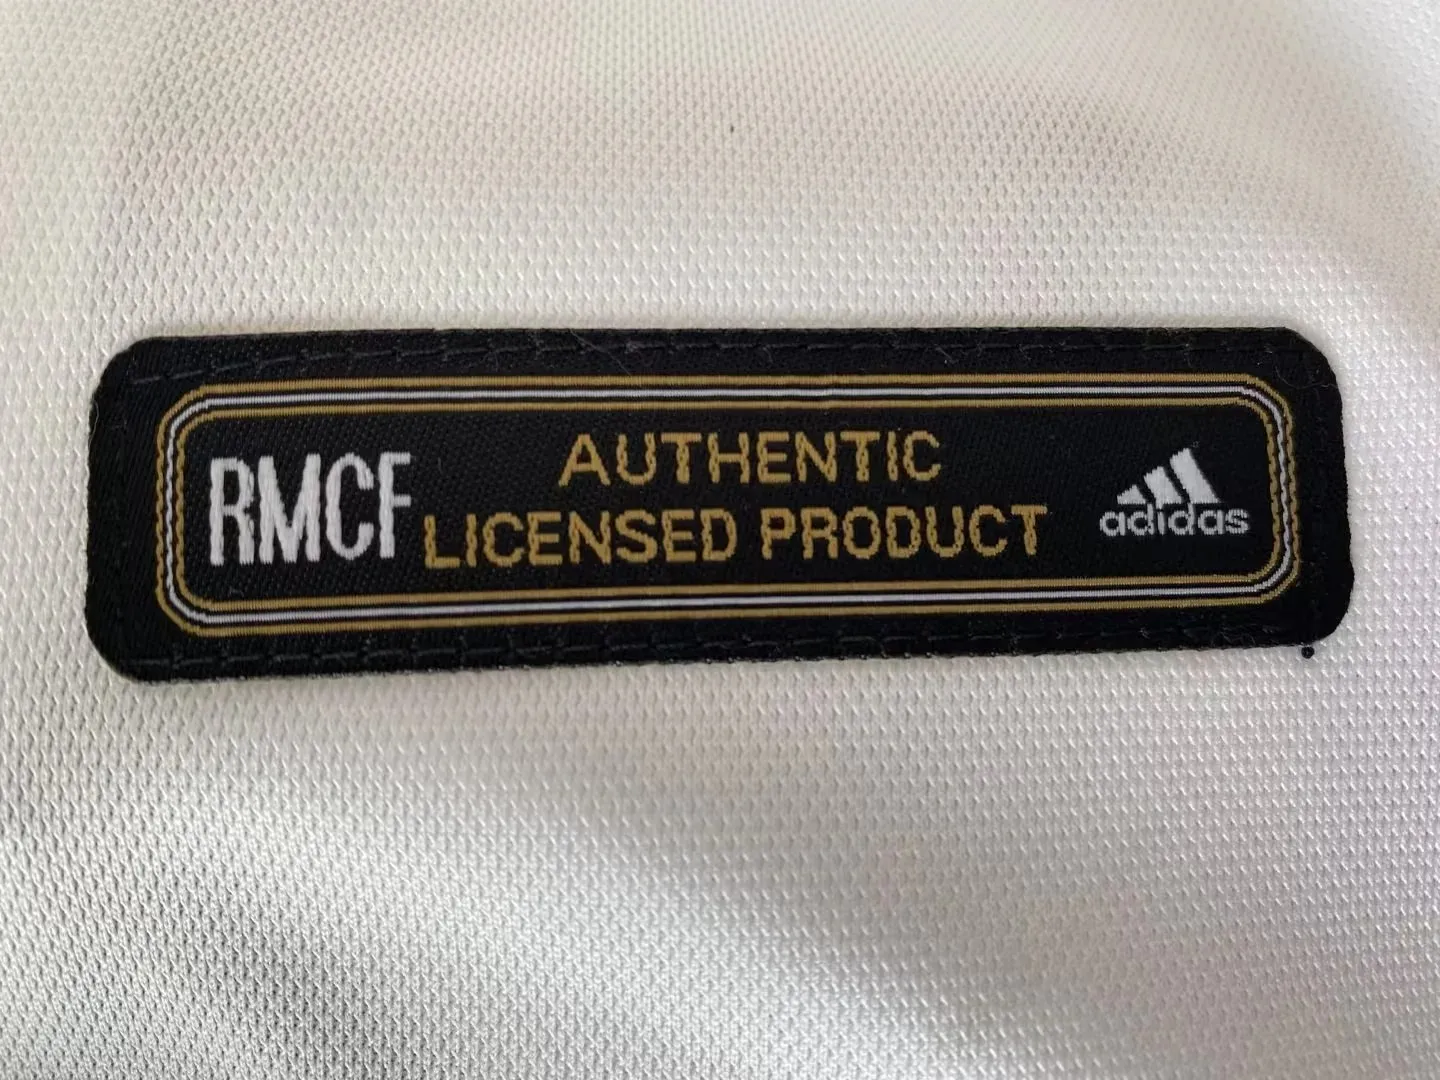 RMCF
AUTHENTIC
LICENSED PRODUCT
adidas